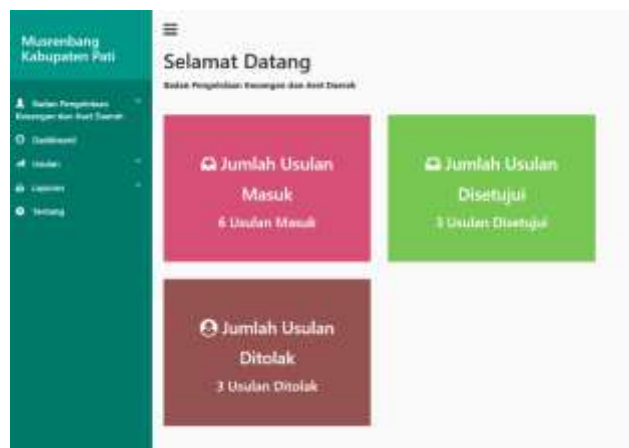 Musrenbang
Kabupaten Pati
Badan Pengelolaan
Keuangan dan Aset Daerah
Dashboard
Usulan
Laporan
Tentang
Selamat Datang
Badan Pengelolaan Keuangan dan Aset Daerah
Jumlah Usulan
Masuk
6 Usulan Masuk
Jumlah Usulan
Disetujui
3 Usulan Disetujui
Jumlah Usulan
Ditolak
3 Usulan Ditolak